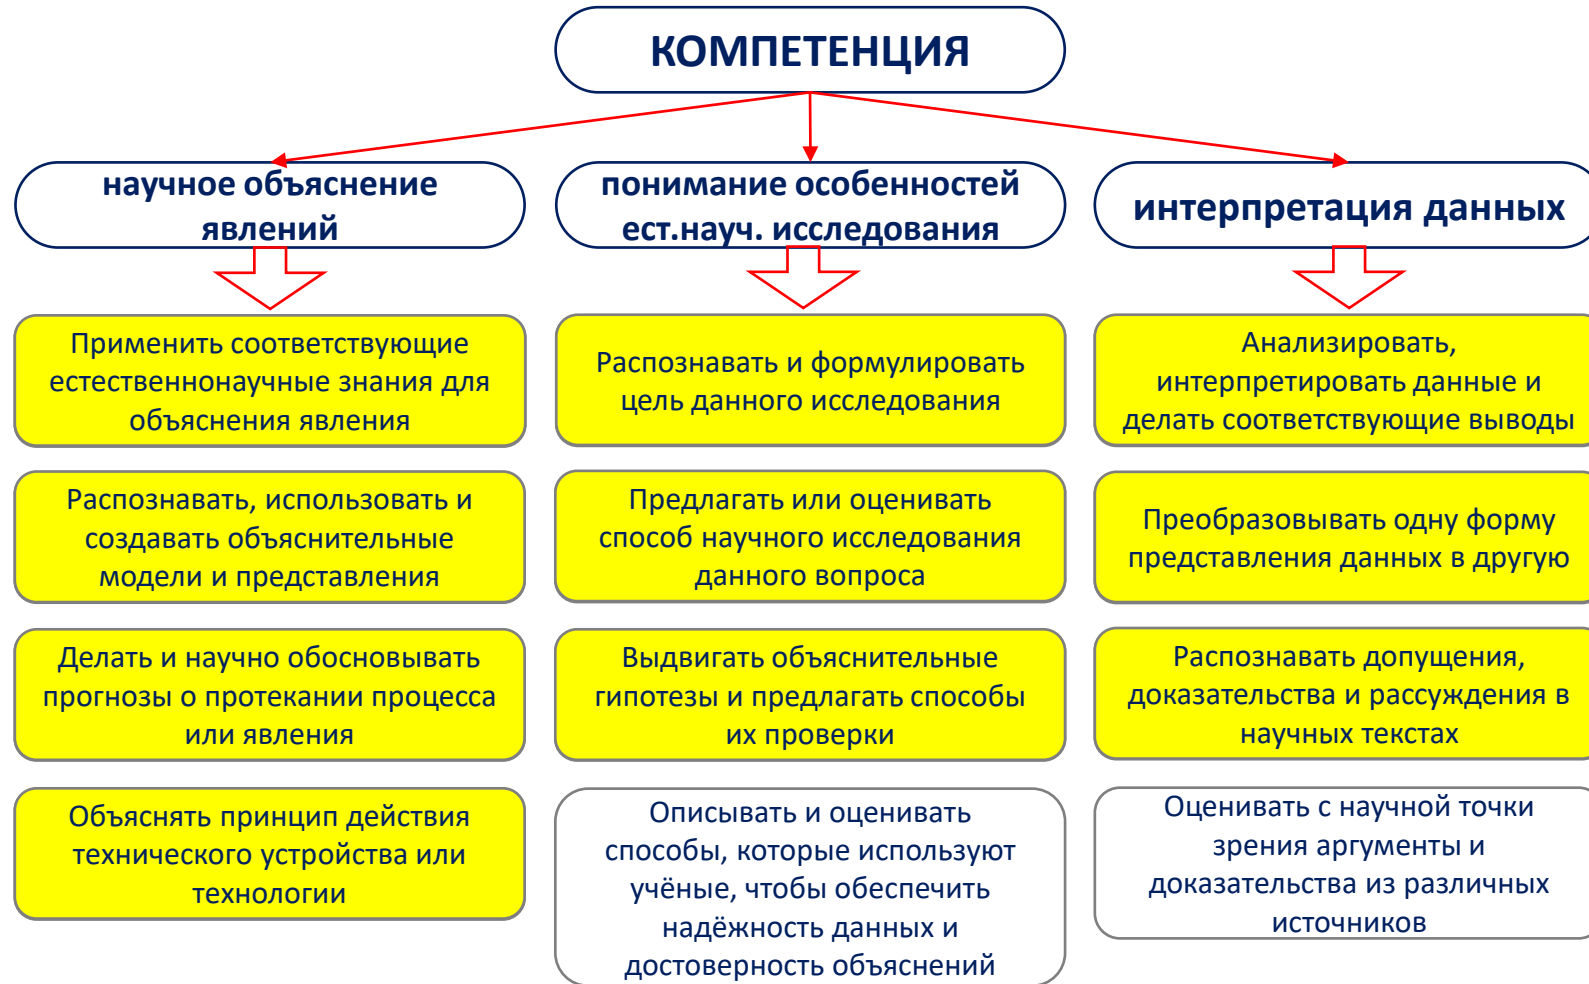 КОМПЕТЕНЦИЯ
научное объяснение
явлений
понимание особенностей
ест.науч. исследования
интерпретация данных
Применить соответствующие
естественнонаучные знания для
объяснения явления
Распознавать и формулировать
цель данного исследования
Анализировать,
интерпретировать данные и
делать соответствующие выводы
Распознавать, использовать и
создавать объяснительные
модели и представления
Предлагать или оценивать
способ научного исследования
данного вопроса
Преобразовывать одну форму
представления данных в другую
Делать и научно обосновывать
прогнозы о протекании процесса
или явления
Выдвигать объяснительные
гипотезы и предлагать способы
их проверки
Распознавать допущения,
доказательства и рассуждения в
научных текстах
Объяснять принцип действия
технического устройства или
технологии
Описывать и оценивать
способы, которые используют
учёные, чтобы обеспечить
надёжность данных и
достоверность объяснений
Оценивать с научной точки
зрения аргументы и
доказательства из различных
источников